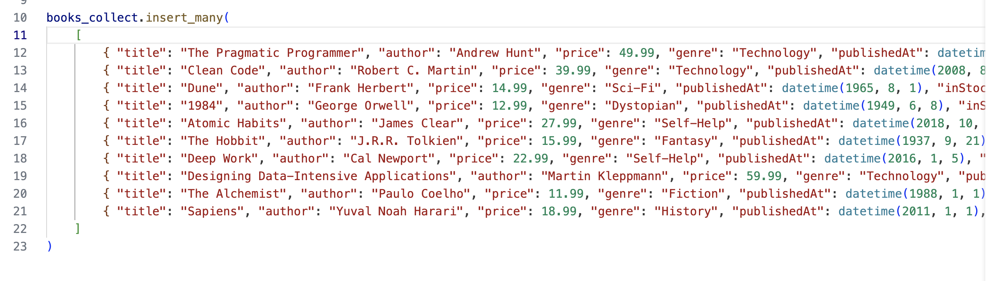 9
10 books_collect.insert_many(
11 [
12 { "title": "The Pragmatic Programmer", "author": "Andrew Hunt", "price": 49.99, "genre": "Technology", "publishedAt": datetim
13 { "title": "Clean Code", "author": "Robert C. Martin", "price": 39.99, "genre": "Technology", "publishedAt": datetime(2008, 8
14 { "title": "Dune", "author": "Frank Herbert", "price": 14.99, "genre": "Sci-Fi", "publishedAt": datetime(1965, 8, 1), "inStoc
15 { "title": "1984", "author": "George Orwell", "price": 12.99, "genre": "Dystopian", "publishedAt": datetime(1949, 6, 8), "inS
16 { "title": "Atomic Habits", "author": "James Clear", "price": 27.99, "genre": "Self-Help", "publishedAt": datetime(2018, 10,
17 { "title": "The Hobbit", "author": "J.R.R. Tolkien", "price": 15.99, "genre": "Fantasy", "publishedAt": datetime(1937, 9, 21)
18 { "title": "Deep Work", "author": "Cal Newport", "price": 22.99, "genre": "Self-Help", "publishedAt": datetime(2016, 1, 5), "
19 { "title": "Designing Data-Intensive Applications", "author": "Martin Kleppmann", "price": 59.99, "genre": "Technology", "pub
20 { "title": "The Alchemist", "author": "Paulo Coelho", "price": 11.99, "genre": "Fiction", "publishedAt": datetime(1988, 1, 1)
21 { "title": "Sapiens", "author": "Yuval Noah Harari", "price": 18.99, "genre": "History", "publishedAt": datetime(2011, 1, 1),
22 ]
23 )